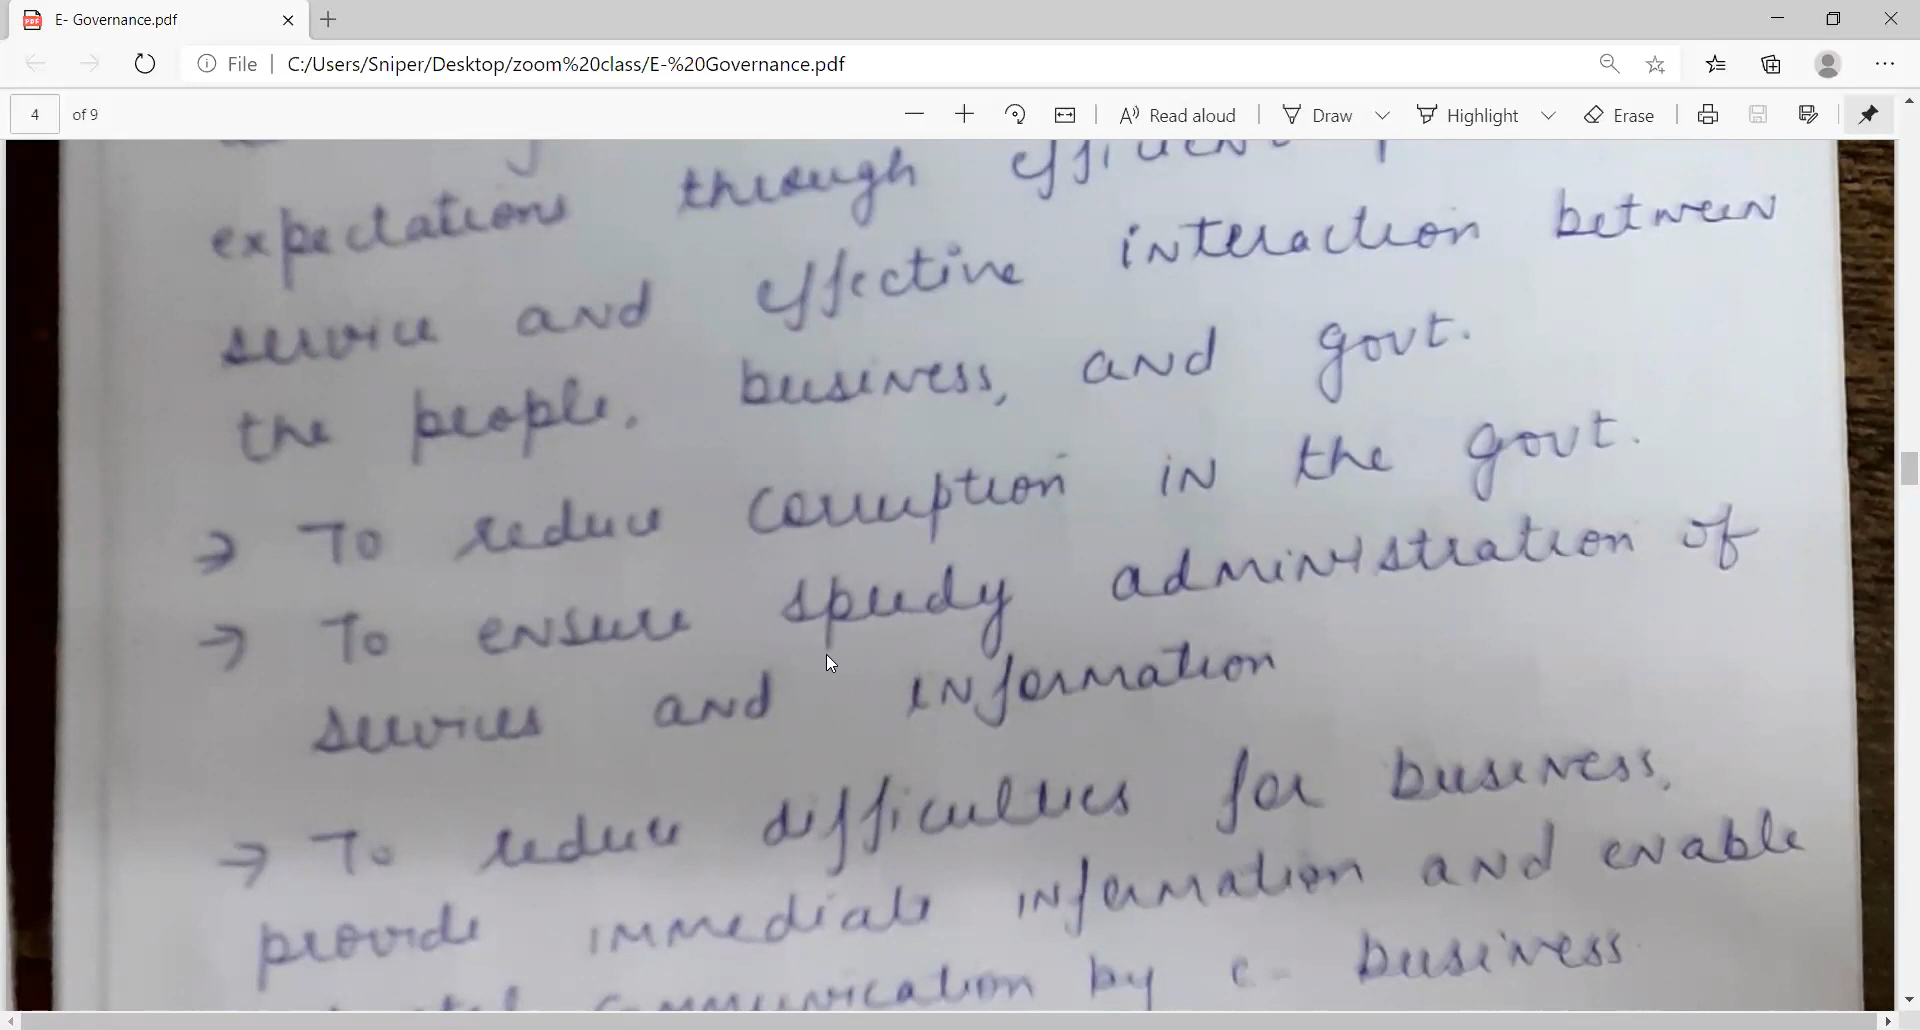 E- Governance.pdf
File C:/Users/Sniper/Desktop/zoom%20class/E-%20Governance.pdf
4 of 9 Read aloud Draw Highlight Erase
expectations through
service and effective interaction between
the people, business, and govt.
→ To reduce corruption in the govt.
→ To ensure speedy administration of
services and information
→ To reduce difficulties for business,
provide immediate information and enable
communication by e- business